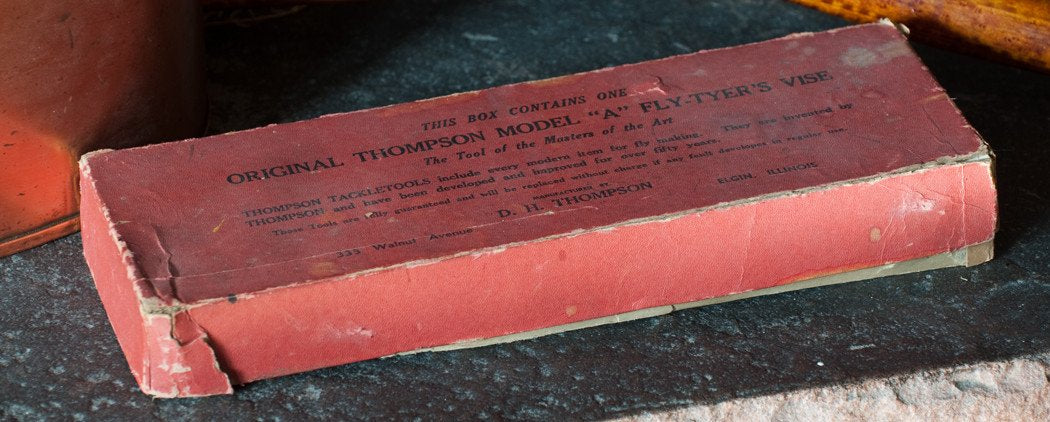 THIS BOX CONTAINS ONE
ORIGINAL THOMPSON MODEL "A" FLY-TYER'S VISE
The Tool of the Masters of the Art
THOMPSON TACKLETOOLS include every modern item for fly making. They are invented by
THOMPSON and have been developed and improved for over fifty years.
These Tools are fully guaranteed and will be replaced without charge if any fault developes in regular use.
MANUFACTURED BY
D. H. THOMPSON
335 Walnut Avenue ELGIN, ILLINOIS